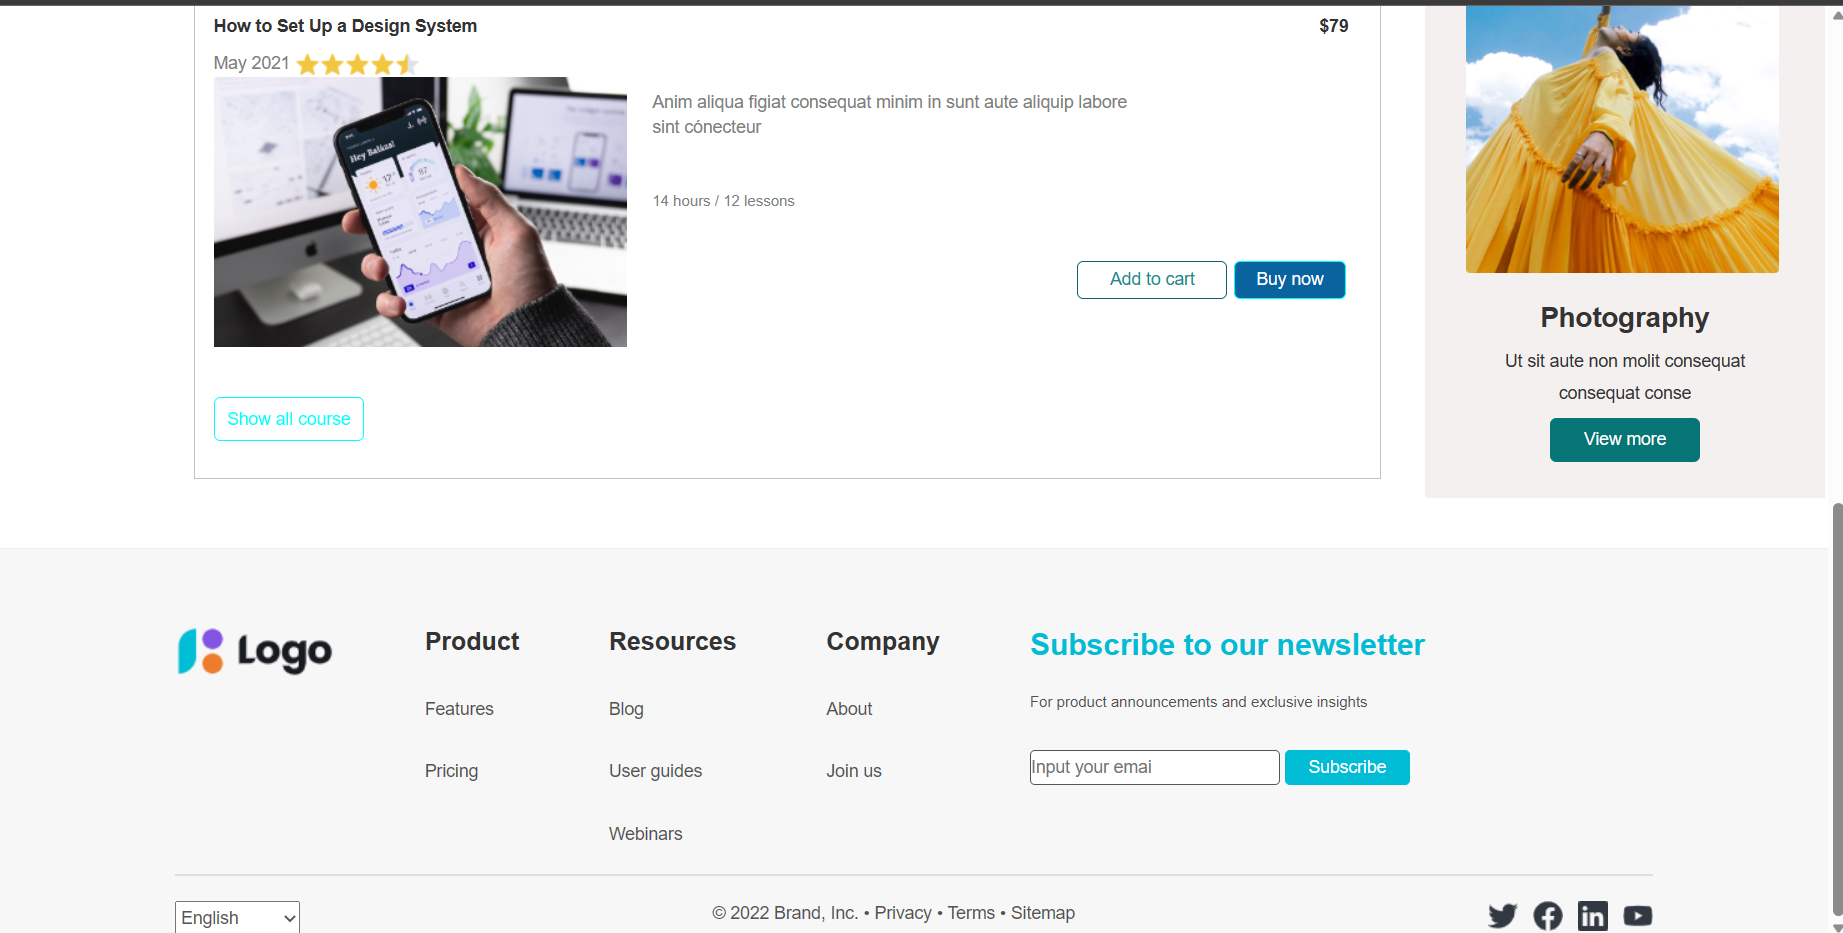 How to Set Up a Design System
$79
May 2021
Anim aliqua figiat consequat minim in sunt aute aliquip labore
sint cónecteur
14 hours / 12 lessons
Add to cart
Buy now
Hey Balkas!
Show all course
Photography
Ut sit aute non molit consequat
consequat conse
View more
Logo
Product
Features
Pricing
Resources
Blog
User guides
Webinars
Company
About
Join us
Subscribe to our newsletter
For product announcements and exclusive insights
Input your emai
Subscribe
English
© 2022 Brand, Inc. • Privacy • Terms • Sitemap